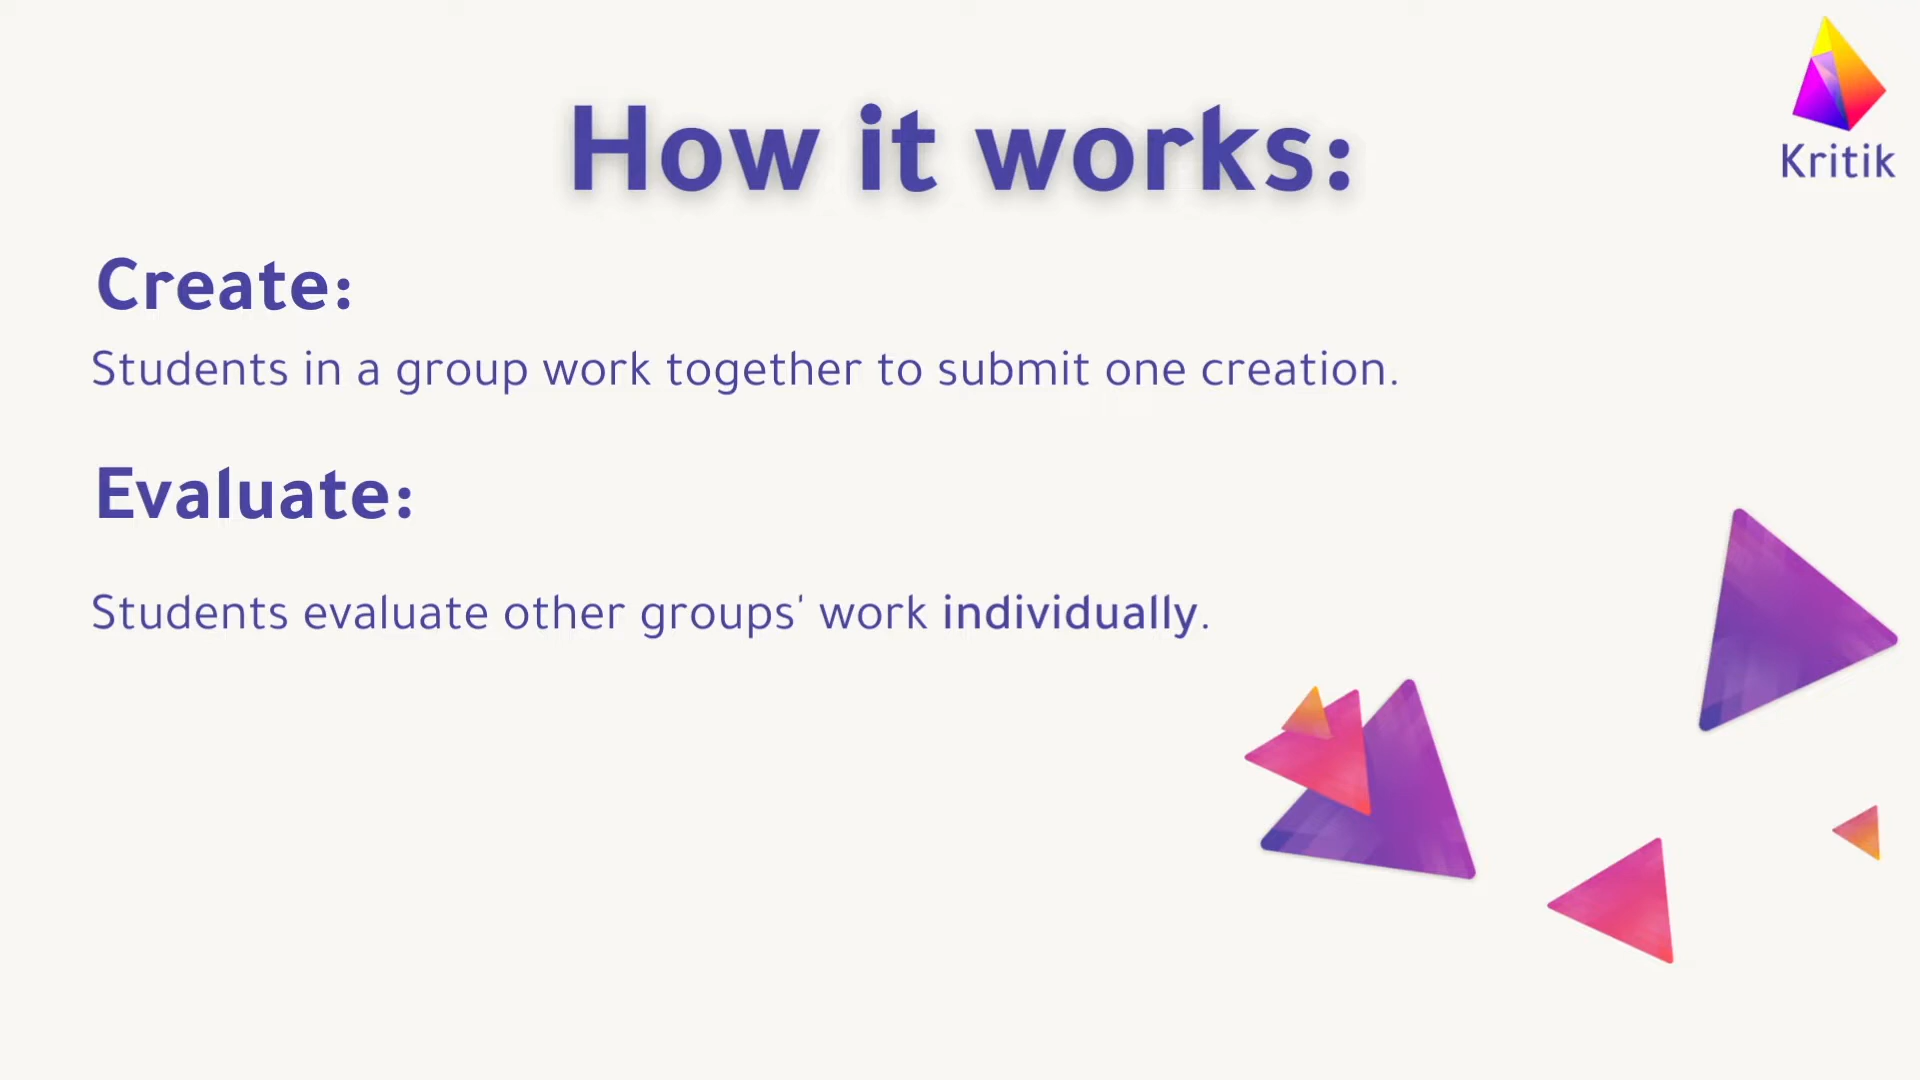 How it works:
Kritik
Create:
Students in a group work together to submit one creation.
Evaluate:
Students evaluate other groups' work individually.